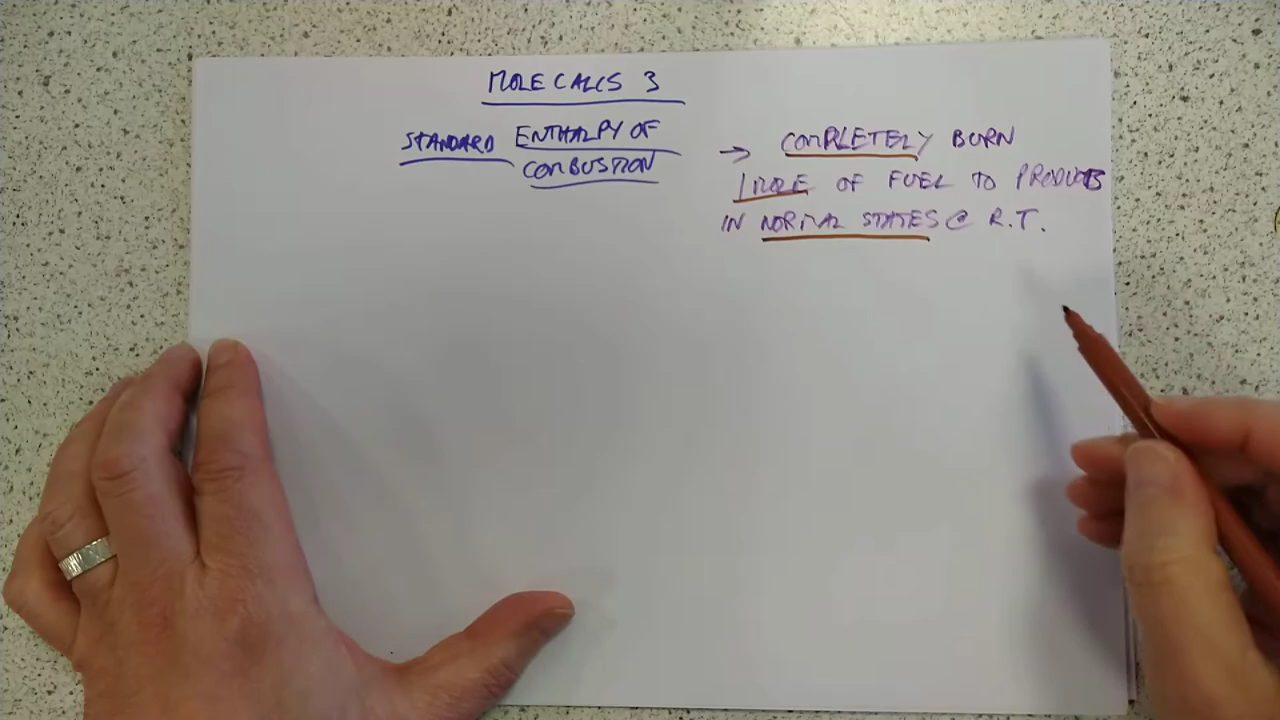 MOLE CALCS 3
STANDARD ENTHALPY OF
COMBUSTION
→ COMPLETELY BURN
1 MOLE OF FUEL TO PRODUCTS
IN NORMAL STATES @ R.T.